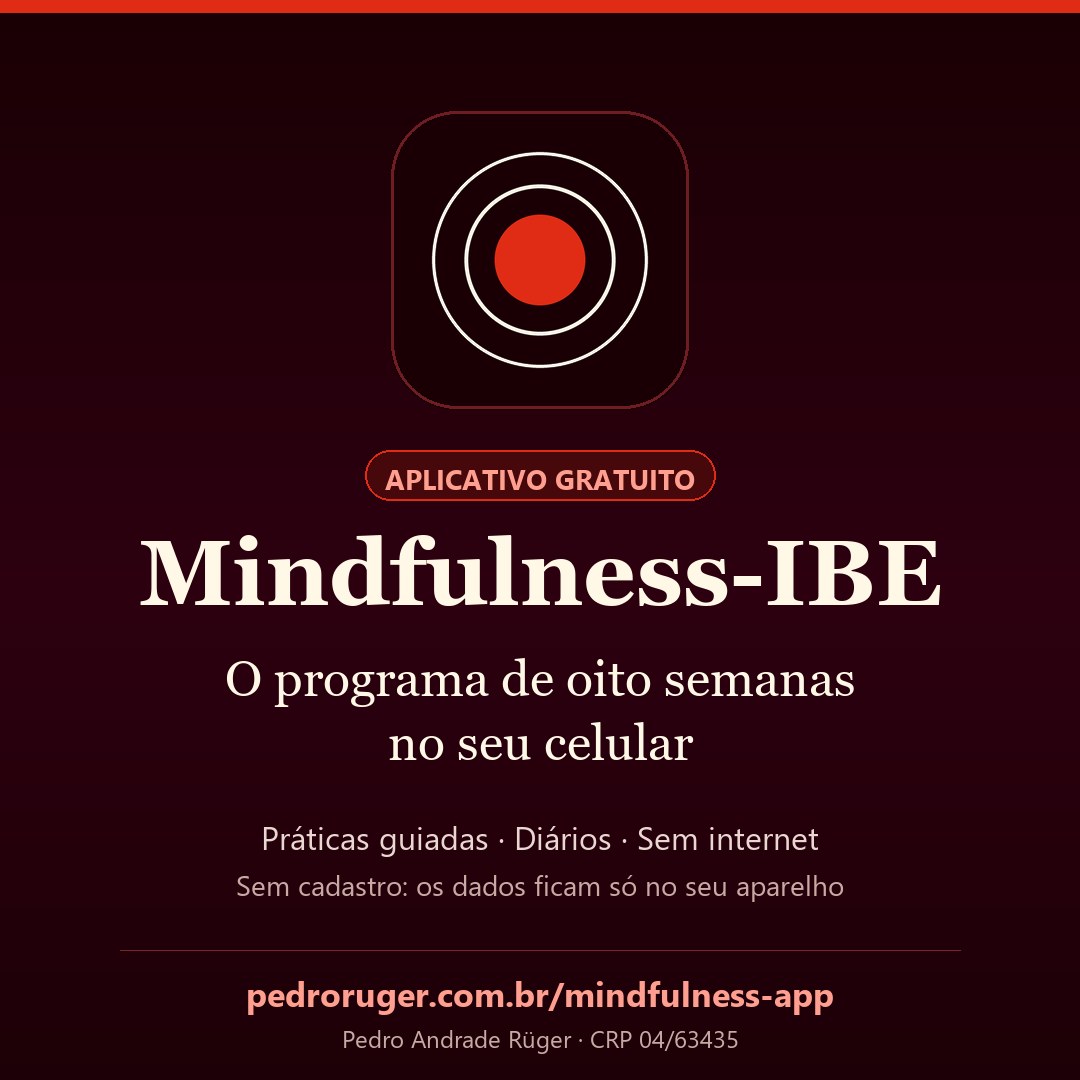 APLICATIVO GRATUITO
Mindfulness-IBE
O programa de oito semanas
no seu celular
Práticas guiadas · Diários · Sem internet
Sem cadastro: os dados ficam só no seu aparelho
pedroruger.com.br/mindfulness-app
Pedro Andrade Rüger · CRP 04/63435